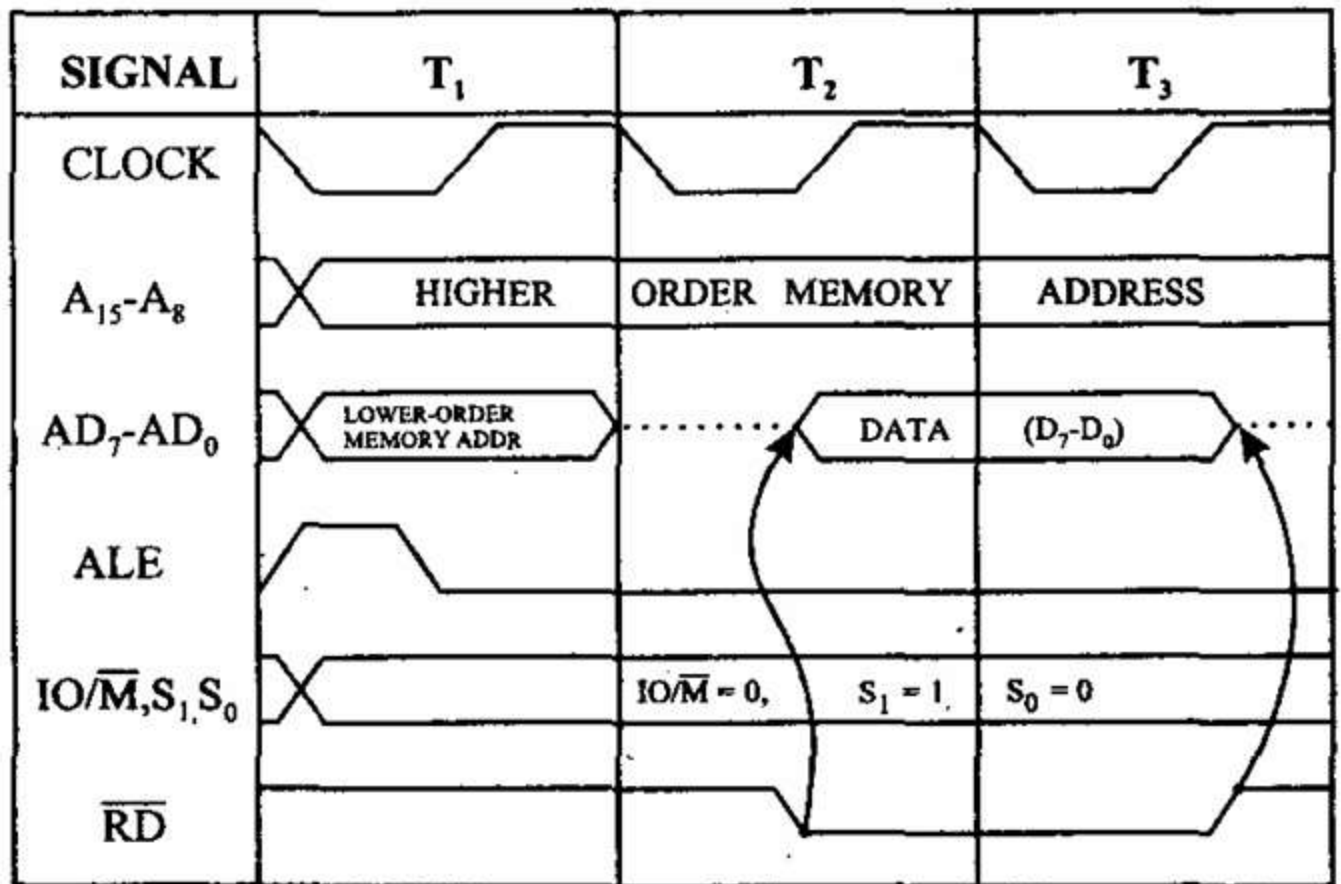 SIGNAL T₁ T₂ T₃
CLOCK
A₁₅-A₈ HIGHER ORDER MEMORY ADDRESS
AD₇-AD₀ LOWER-ORDER MEMORY ADDR DATA (D₇-D₀)
ALE
IO/M̅,S₁,S₀ IO/M̅ = 0, S₁ = 1 S₀ = 0
R̅D̅